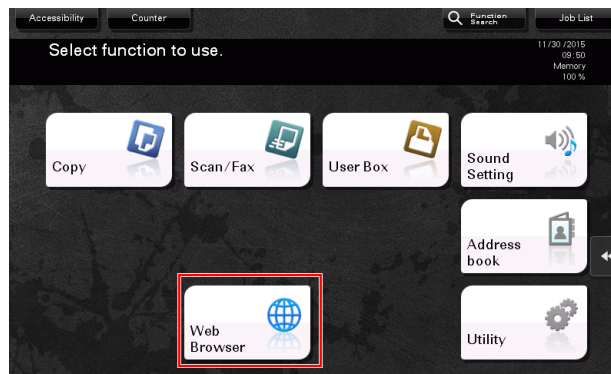 Accessibility
Counter
Function
Search
Job List
Select function to use.
11/30 /2015
09:50
Memory
100 %
Copy
Scan/Fax
User Box
Sound
Setting
Address
book
Web
Browser
Utility